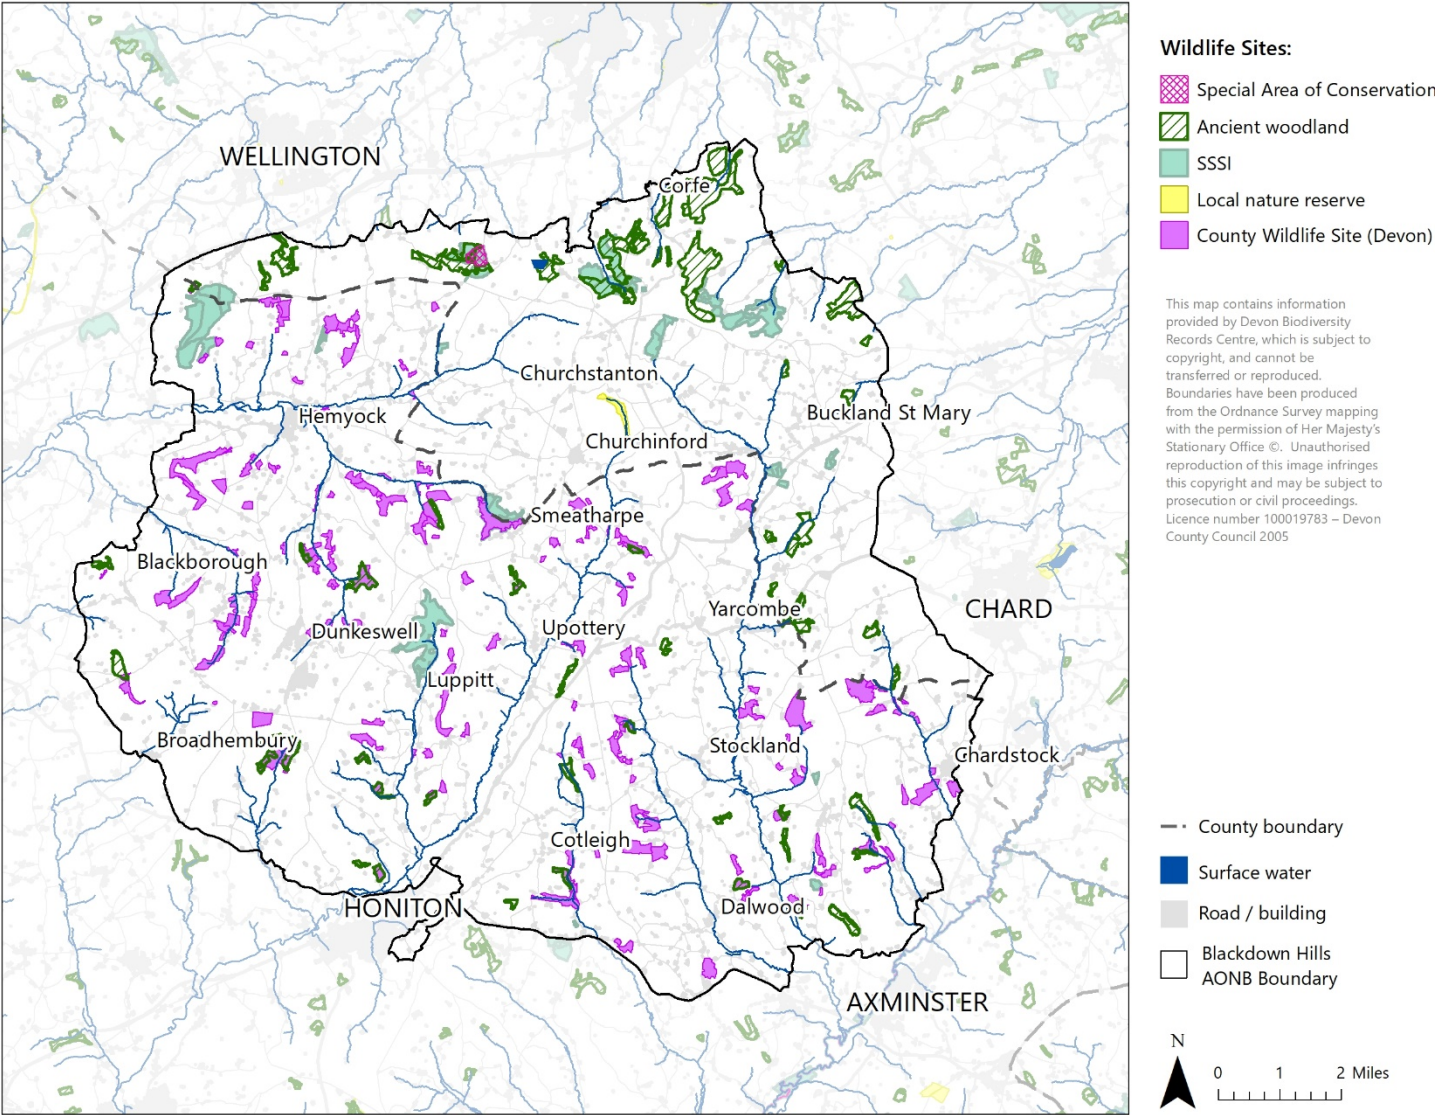 WELLINGTON
Corfe
Churchstanton
Hemyock
Buckland St Mary
Churchinford
Smeatharpe
Blackborough
Yarcombe
CHARD
Dunkeswell
Upottery
Luppitt
Broadhembury
Stockland
Chardstock
Cotleigh
HONITON
Dalwood
AXMINSTER
Wildlife Sites:
Special Area of Conservation
Ancient woodland
SSSI
Local nature reserve
County Wildlife Site (Devon)
This map contains information
provided by Devon Biodiversity
Records Centre, which is subject to
copyright, and cannot be
transferred or reproduced.
Boundaries have been produced
from the Ordnance Survey mapping
with the permission of Her Majesty's
Stationary Office ©. Unauthorised
reproduction of this image infringes
this copyright and may be subject to
prosecution or civil proceedings.
Licence number 100019783 – Devon
County Council 2005
County boundary
Surface water
Road / building
Blackdown Hills
AONB Boundary
N
0 1 2 Miles